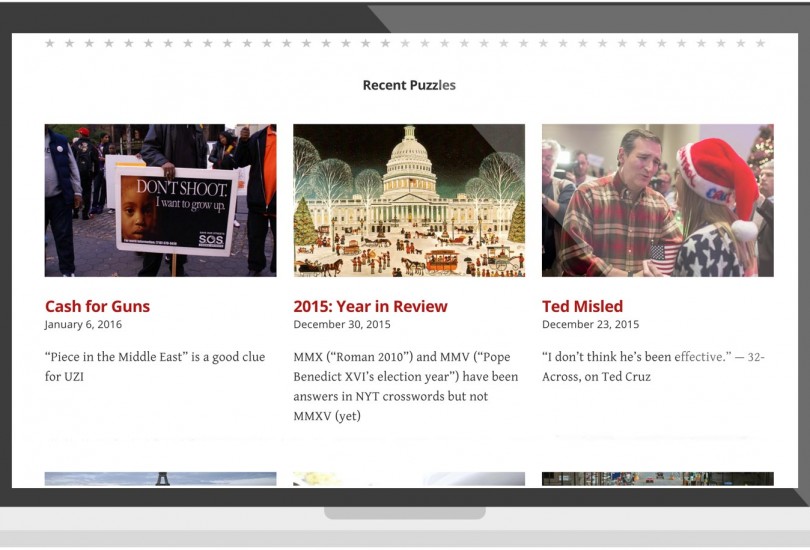 Recent Puzzles
DON'T SHOOT.
I want to grow up.
SOS
Cash for Guns
January 6, 2016
“Piece in the Middle East” is a good clue
for UZI
2015: Year in Review
December 30, 2015
MMX (“Roman 2010”) and MMV (“Pope
Benedict XVI’s election year”) have been
answers in NYT crosswords but not
MMXV (yet)
Ted Misled
December 23, 2015
“I don’t think he’s been effective.” — 32-
Across, on Ted Cruz